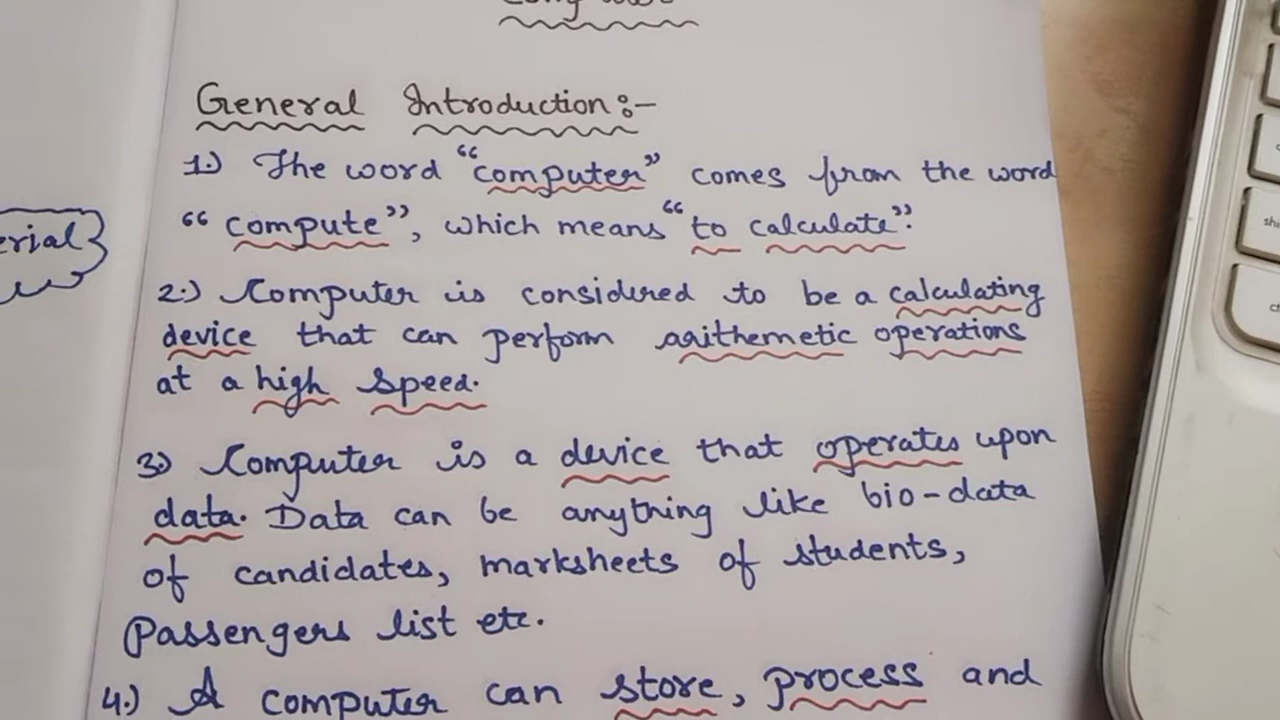 General Introduction :-
1.) The word "computer" comes from the word
"compute", which means "to calculate".
2.) Computer is considered to be a calculating
device that can perform arithemetic operations
at a high speed.
3.) Computer is a device that operates upon
data. Data can be anything like bio-data
of candidates, marksheets of students,
Passengers list etc.
4.) A computer can store, process and